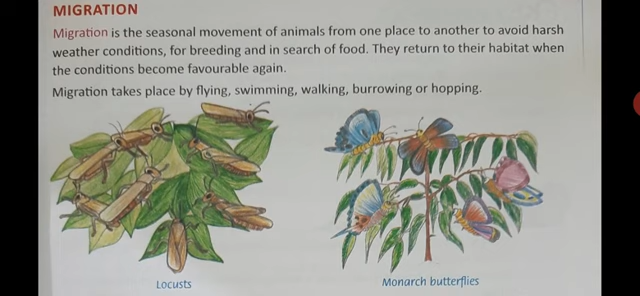 MIGRATION
Migration is the seasonal movement of animals from one place to another to avoid harsh
weather conditions, for breeding and in search of food. They return to their habitat when
the conditions become favourable again.
Migration takes place by flying, swimming, walking, burrowing or hopping.
Locusts
Monarch butterflies